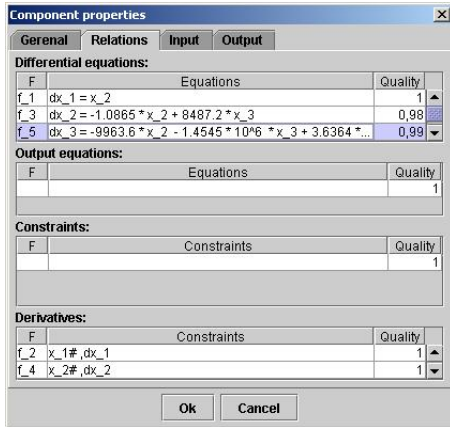 Component properties
Gerenal Relations Input Output
Differential equations:
F Equations Quality
f_1 dx_1 = x_2 1
f_3 dx_2 = -1.0865 * x_2 + 8487.2 * x_3 0,98
f_5 dx_3 = -9963.6 * x_2 - 1.4545 * 10^6 * x_3 + 3.6364 *... 0,99
Output equations:
F Equations Quality
1
Constraints:
F Constraints Quality
1
Derivatives:
F Constraints Quality
f_2 x_1# ,dx_1 1
f_4 x_2# ,dx_2 1
Ok Cancel